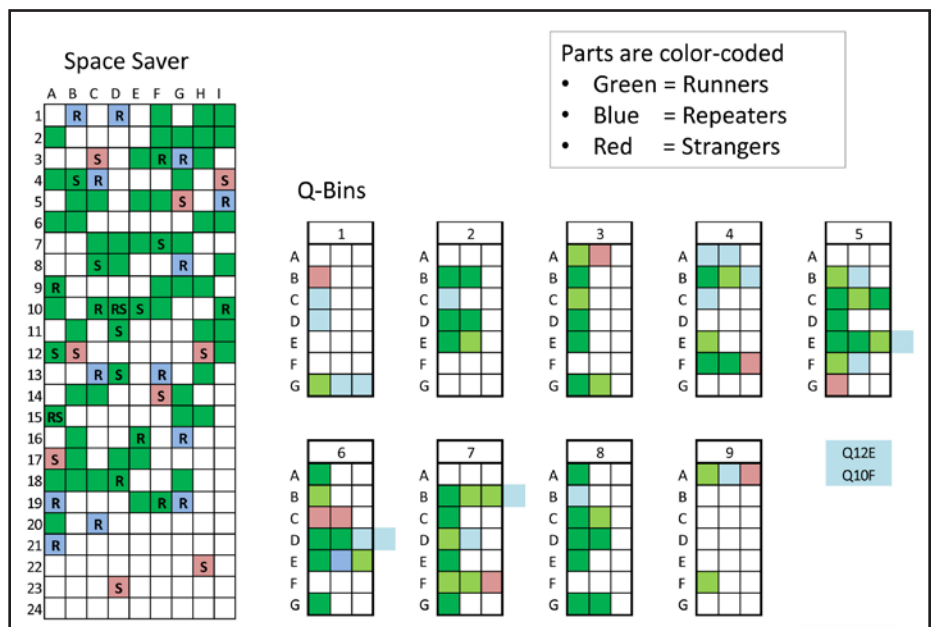 Parts are color-coded
• Green = Runners
• Blue = Repeaters
• Red = Strangers
Space Saver
A B C D E F G H I
1 R R
2
3 S R R
4 S R S
5 S R
6
7 S
8 S R
9 R
10 R RS S R
11 S
12 S S S
13 R S R
14 S
15 RS
16 R R
17 S
18 R
19 R R R
20 R
21 R
22 S
23 S
24
Q-Bins
1 2 3 4 5
A A A A A
B B B B B
C C C C C
D D D D D
E E E E E
F F F F F
G G G G G
Q12E
Q10F
6 7 8 9
A A A A
B B B B
C C C C
D D D D
E E E E
F F F F
G G G G